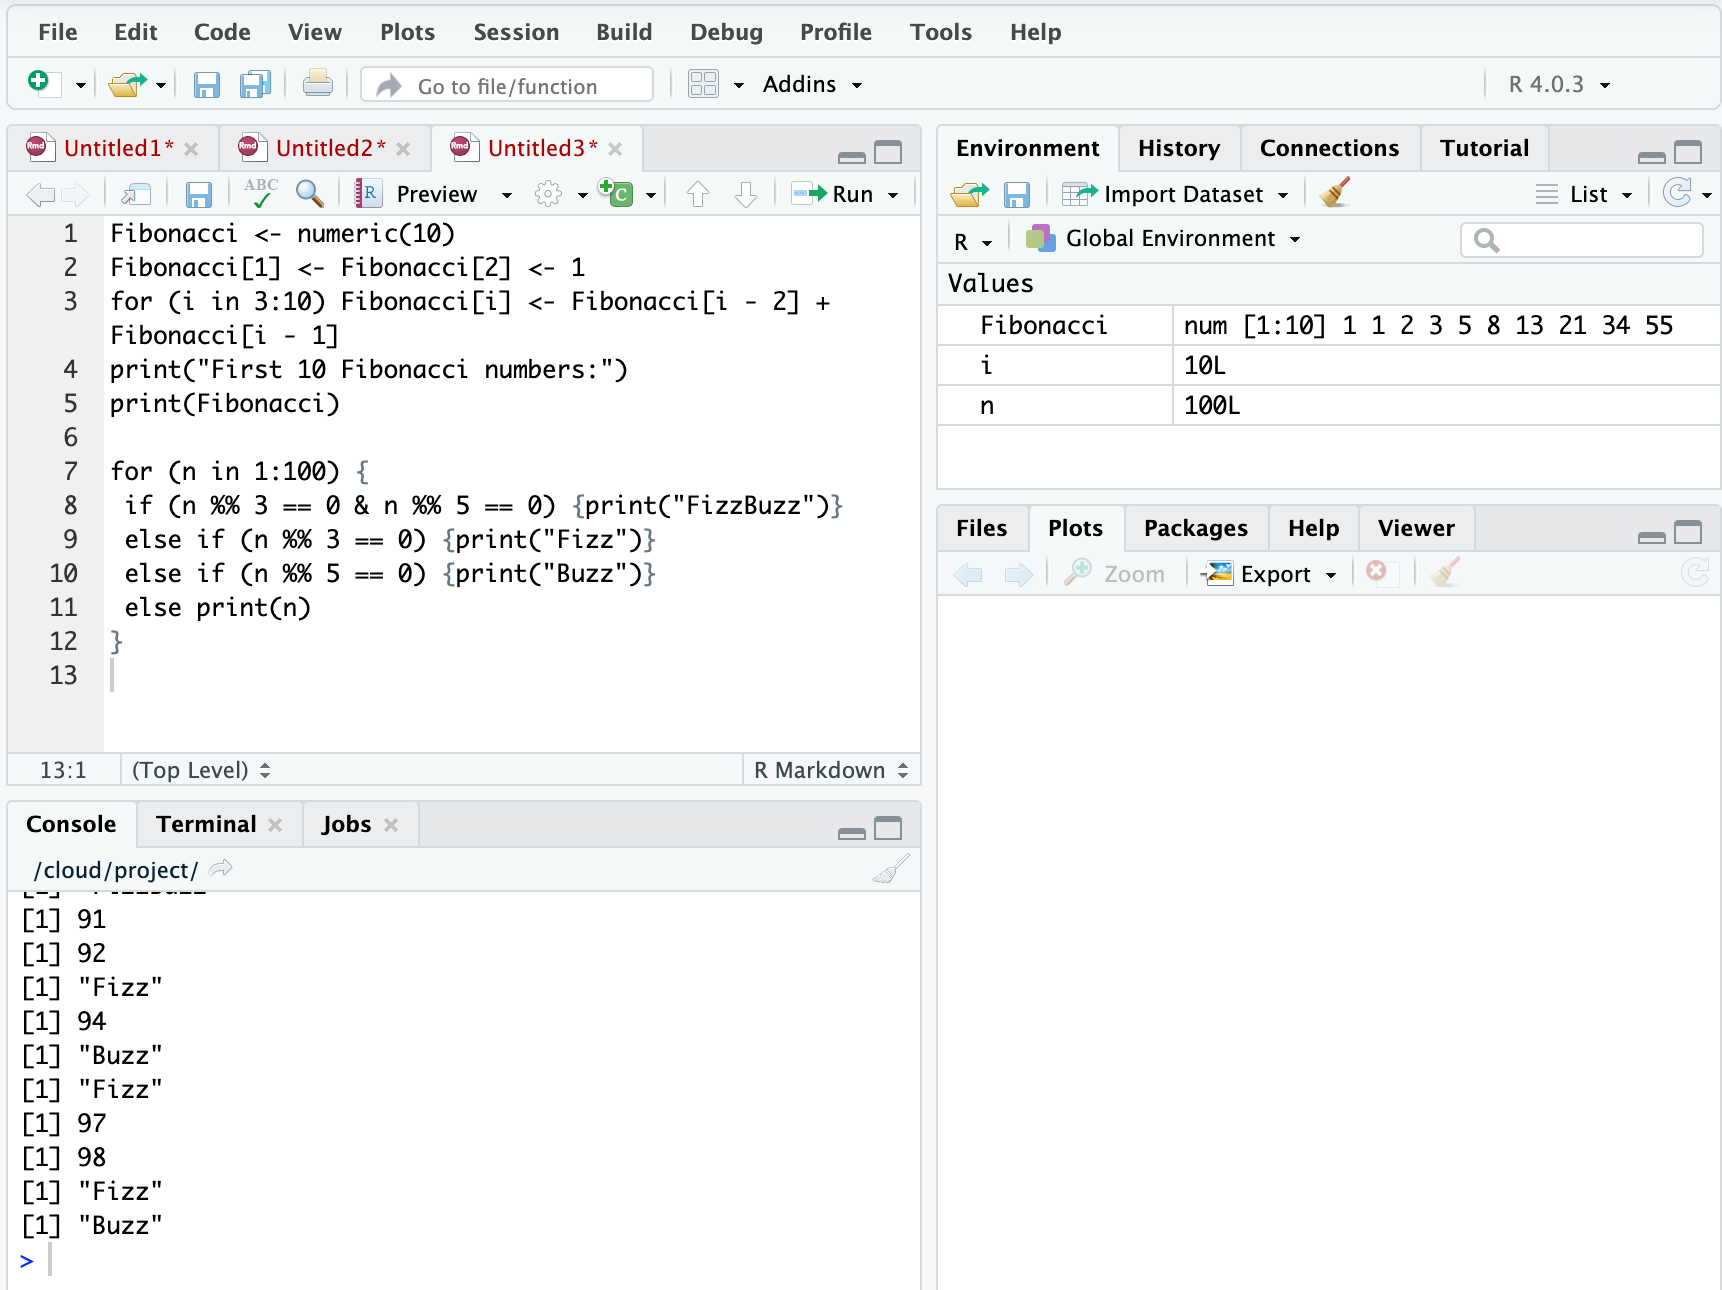 File Edit Code View Plots Session Build Debug Profile Tools Help
Go to file/function Addins R 4.0.3
Untitled1* Untitled2* Untitled3*
ABC R Preview C Run
1 Fibonacci <- numeric(10)
2 Fibonacci[1] <- Fibonacci[2] <- 1
3 for (i in 3:10) Fibonacci[i] <- Fibonacci[i - 2] +
Fibonacci[i - 1]
4 print("First 10 Fibonacci numbers:")
5 print(Fibonacci)
6
7 for (n in 1:100) {
8 if (n %% 3 == 0 & n %% 5 == 0) {print("FizzBuzz")}
9 else if (n %% 3 == 0) {print("Fizz")}
10 else if (n %% 5 == 0) {print("Buzz")}
11 else print(n)
12 }
13
13:1 (Top Level) R Markdown
Console Terminal Jobs
/cloud/project/
[1] 91
[1] 92
[1] "Fizz"
[1] 94
[1] "Buzz"
[1] "Fizz"
[1] 97
[1] 98
[1] "Fizz"
[1] "Buzz"
>
Environment History Connections Tutorial
Import Dataset List
R Global Environment
Values
Fibonacci num [1:10] 1 1 2 3 5 8 13 21 34 55
i 10L
n 100L
Files Plots Packages Help Viewer
Zoom Export